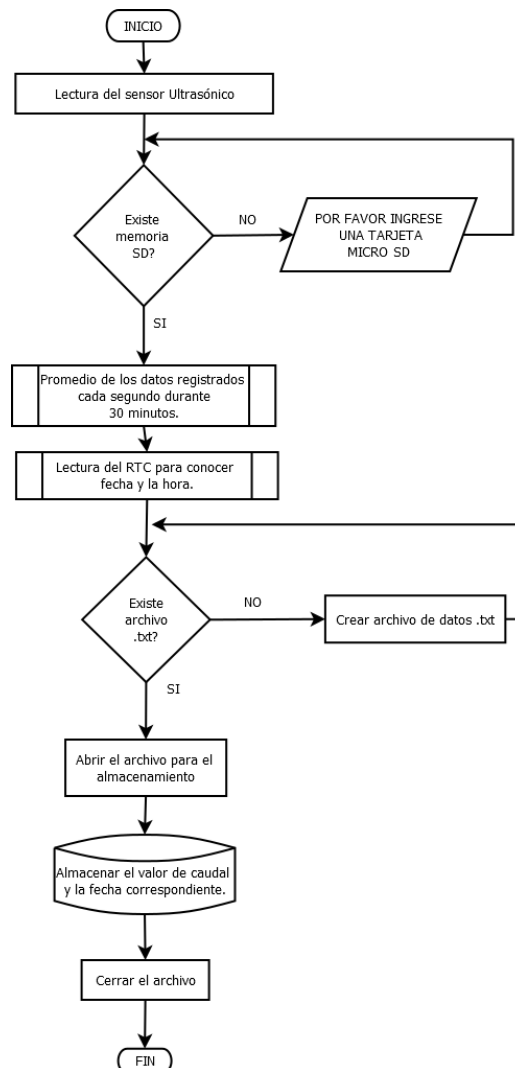 INICIO
Lectura del sensor Ultrasónico
Existe
memoria
SD?
NO
POR FAVOR INGRESE
UNA TARJETA
MICRO SD
SI
Promedio de los datos registrados
cada segundo durante
30 minutos.
Lectura del RTC para conocer
fecha y la hora.
Existe
archivo
.txt?
NO
Crear archivo de datos .txt
SI
Abrir el archivo para el
almacenamiento
Almacenar el valor de caudal
y la fecha correspondiente.
Cerrar el archivo
FIN